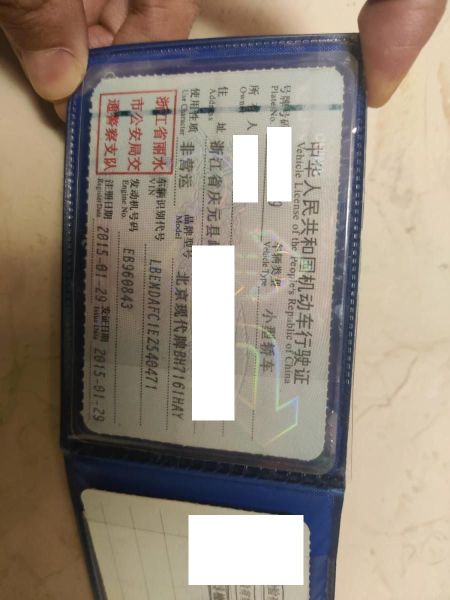 中华人民共和国机动车行驶证
Vehicle License of the People's Republic of China
号牌号码
Plate No.
9
车辆类型
Vehicle Type
小型轿车
所有人
Owner
住址
Address
浙江省庆元县
使用性质
Use Character
非营运
品牌型号
Model
北京现代牌BH7161HAY
浙江省丽水
市公安局交
通警察支队
车辆识别代号
VIN
LBEMDAFC1EZ540471
发动机号码
Engine No.
EB960843
注册日期
Register Date
2015-01-29
发证日期
Issue Date
2015-01-29